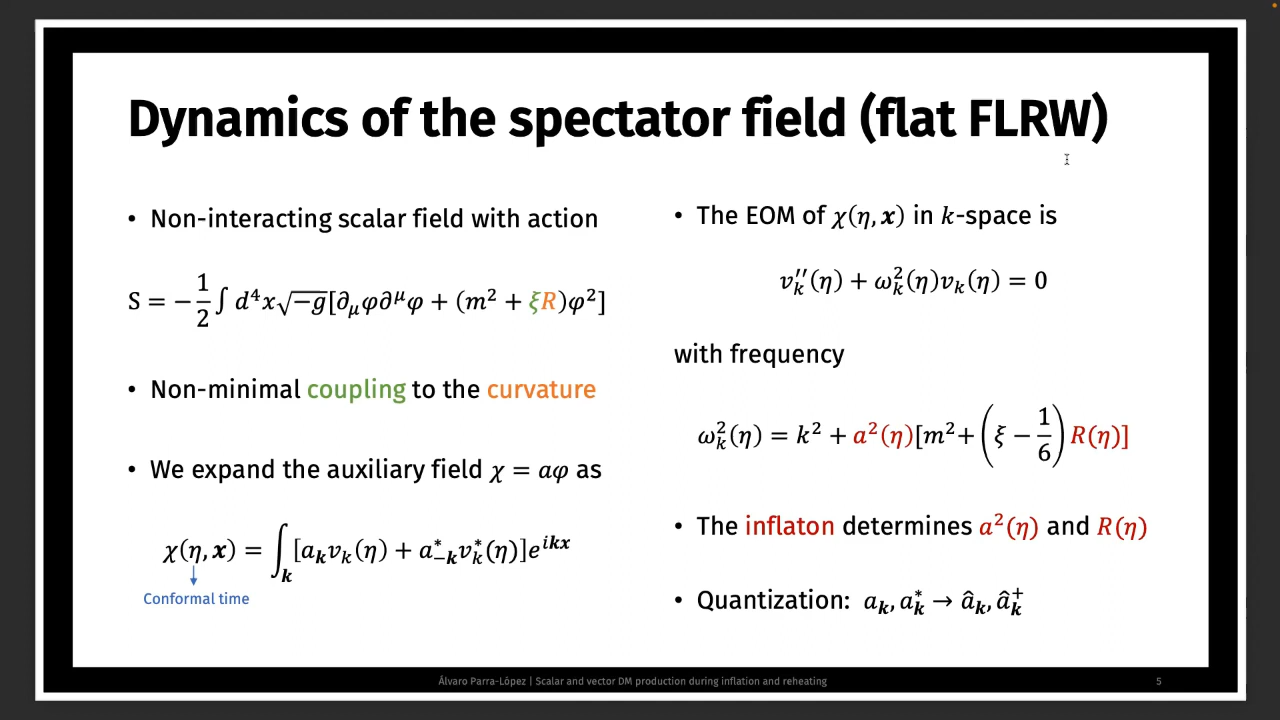 Dynamics of the spectator field (flat FLRW)
• Non-interacting scalar field with action
S = −1/2 ∫ d⁴x√−g[∂_μφ∂^μφ + (m² + ξR)φ²]
• Non-minimal coupling to the curvature
• We expand the auxiliary field χ = aφ as
χ(η, x) = ∫_k [a_k v_k(η) + a*_−k v*_k(η)]e^{ikx}
Conformal time
• The EOM of χ(η, x) in k-space is
v''_k(η) + ω²_k(η)v_k(η) = 0
with frequency
ω²_k(η) = k² + a²(η)[m²+(ξ − 1/6)R(η)]
• The inflaton determines a²(η) and R(η)
• Quantization: a_k, a*_k → â_k, â⁺_k
Álvaro Parra-López | Scalar and vector DM production during inflation and reheating
5